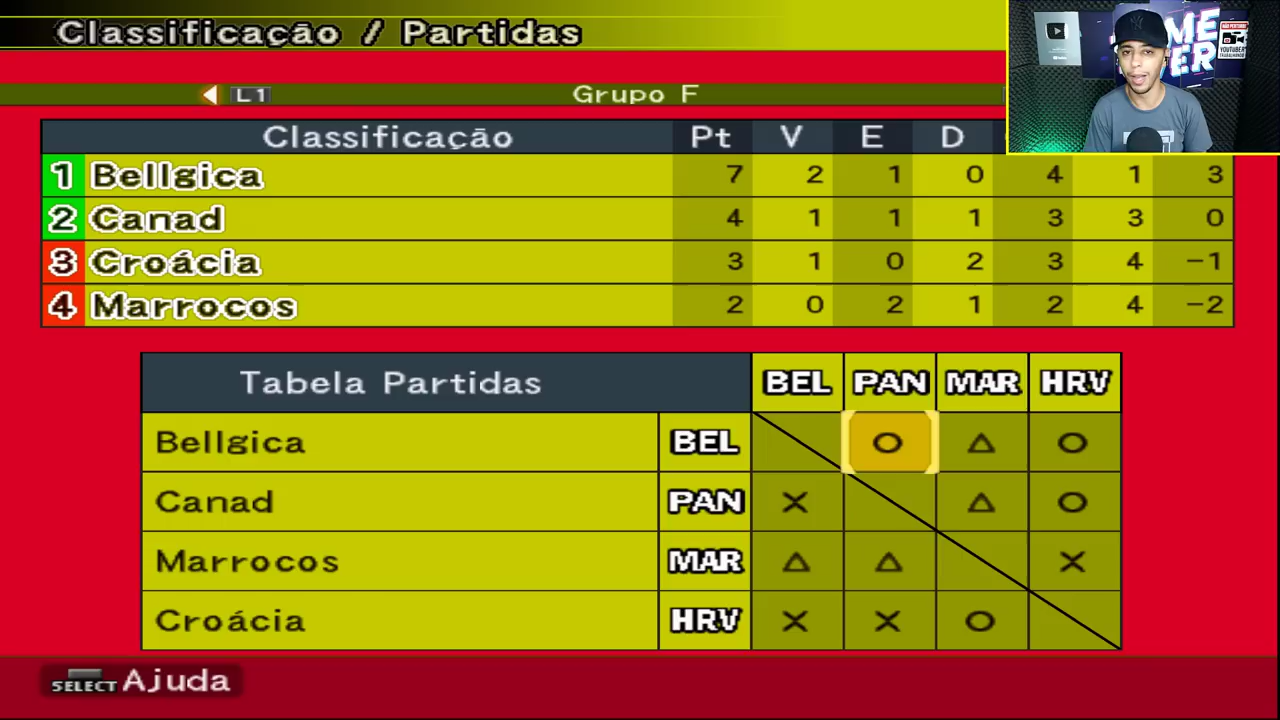 Classificação / Partidas
L1 Grupo F
Classificação Pt V E D
1 Bellgica 7 2 1 0 4 1 3
2 Canad 4 1 1 1 3 3 0
3 Croácia 3 1 0 2 3 4 -1
4 Marrocos 2 0 2 1 2 4 -2
Tabela Partidas BEL PAN MAR HRV
Bellgica BEL ○ △ ○
Canad PAN × △ ○
Marrocos MAR △ △ ×
Croácia HRV × × ○
SELECT Ajuda